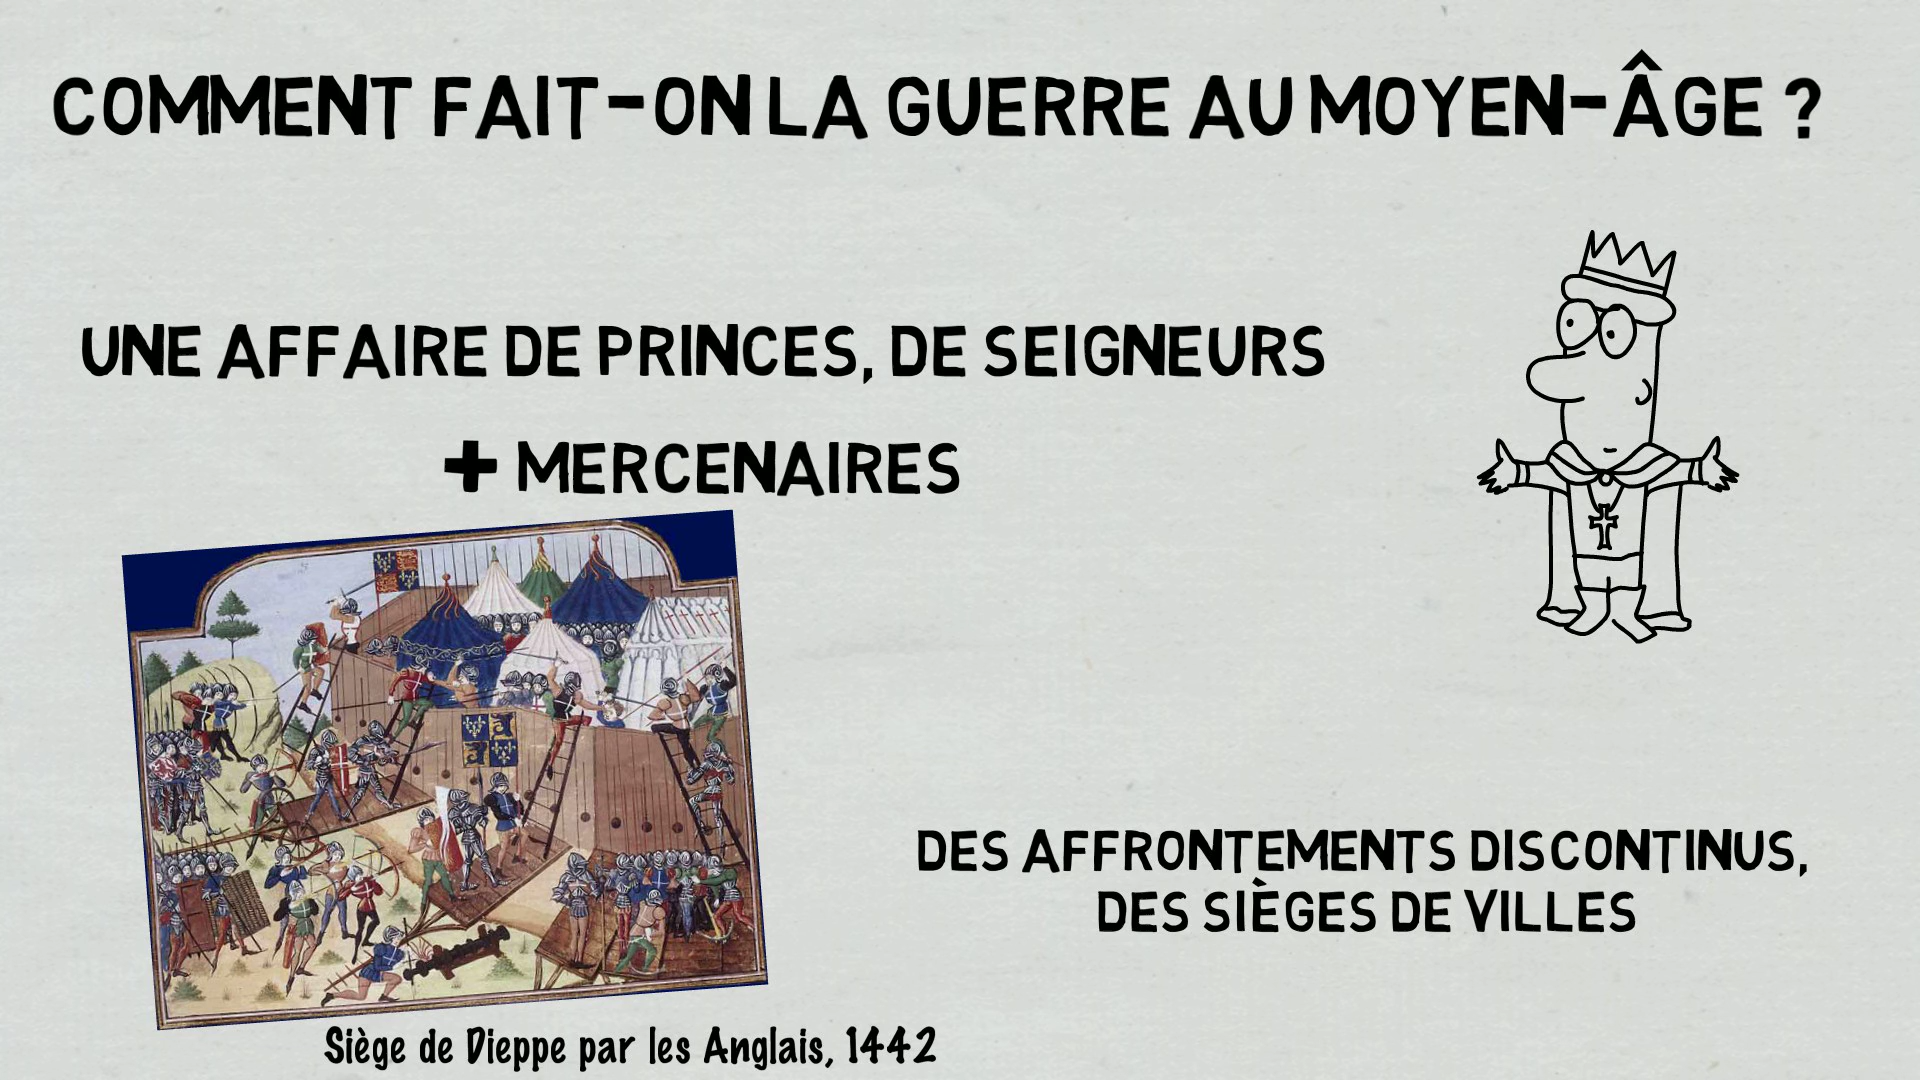 COMMENT FAIT-ON LA GUERRE AU MOYEN-ÂGE ?
UNE AFFAIRE DE PRINCES, DE SEIGNEURS
+ MERCENAIRES
DES AFFRONTEMENTS DISCONTINUS,
DES SIÈGES DE VILLES
Siège de Dieppe par les Anglais, 1442